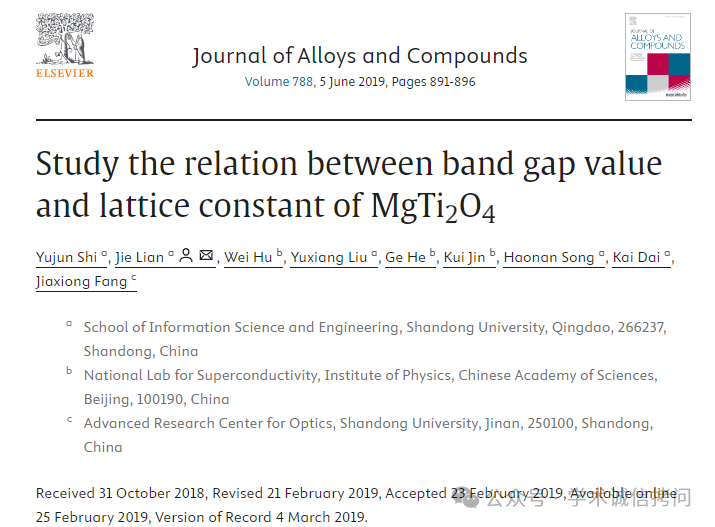 ELSEVIER
Journal of Alloys and Compounds
Volume 788, 5 June 2019, Pages 891-896
JOURNAL OF
ALLOYS AND
COMPOUNDS
Study the relation between band gap value
and lattice constant of MgTi₂O₄
Yujun Shi ᵃ, Jie Lian ᵃ, Wei Hu ᵇ, Yuxiang Liu ᵃ, Ge He ᵇ, Kui Jin ᵇ, Haonan Song ᵃ, Kai Dai ᵃ,
Jiaxiong Fang ᶜ
a School of Information Science and Engineering, Shandong University, Qingdao, 266237,
Shandong, China
b National Lab for Superconductivity, Institute of Physics, Chinese Academy of Sciences,
Beijing, 100190, China
c Advanced Research Center for Optics, Shandong University, Jinan, 250100, Shandong,
China
Received 31 October 2018, Revised 21 February 2019, Accepted 23 February 2019, Available online
25 February 2019, Version of Record 4 March 2019.
公众号 · 学术诚信拷问